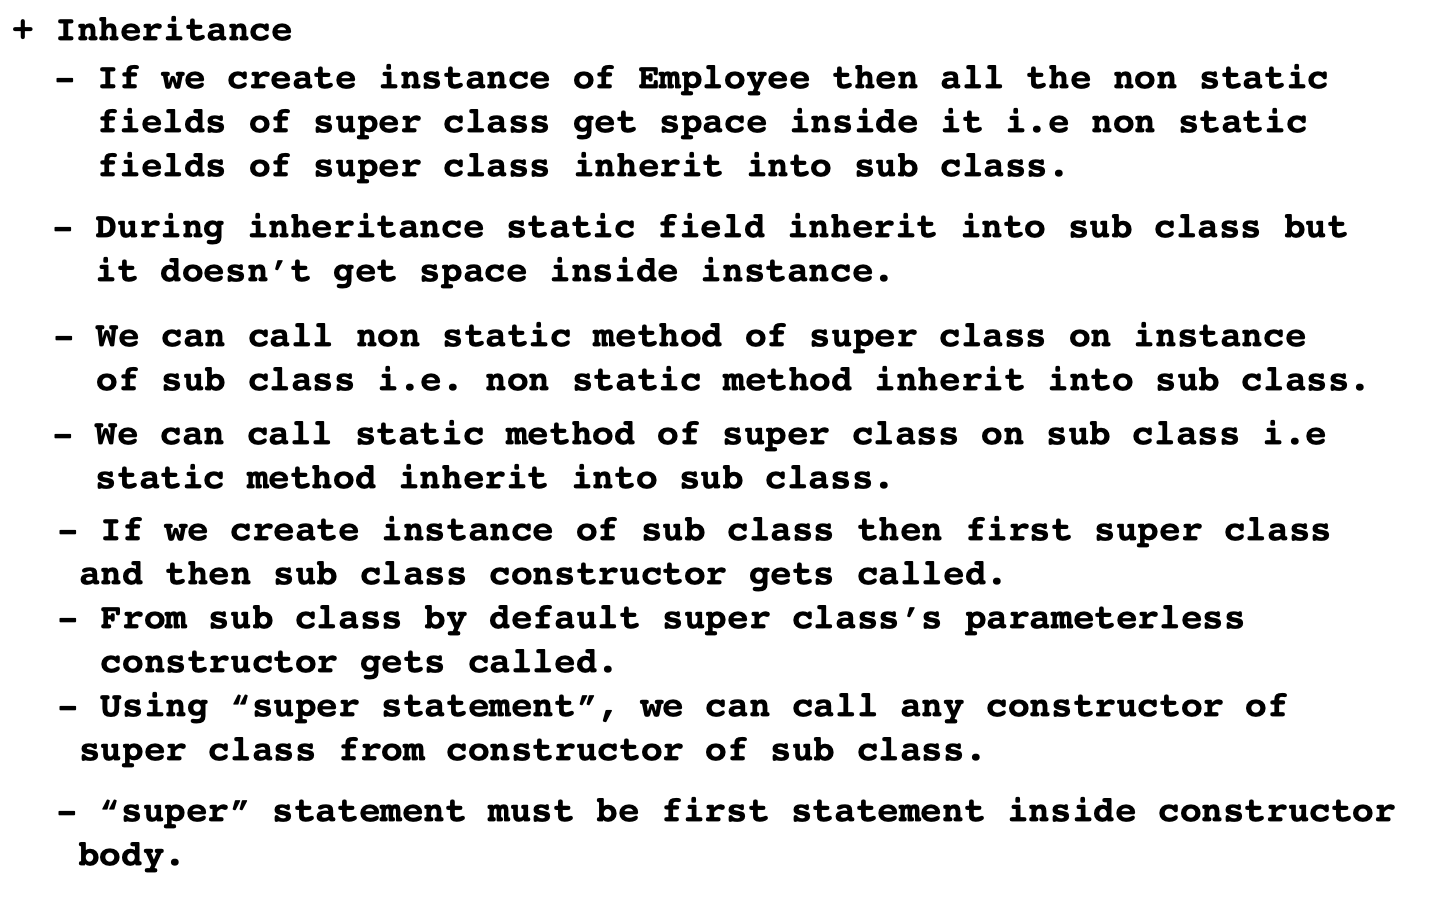 + Inheritance
- If we create instance of Employee then all the non static
fields of super class get space inside it i.e non static
fields of super class inherit into sub class.
- During inheritance static field inherit into sub class but
it doesn’t get space inside instance.
- We can call non static method of super class on instance
of sub class i.e. non static method inherit into sub class.
- We can call static method of super class on sub class i.e
static method inherit into sub class.
- If we create instance of sub class then first super class
and then sub class constructor gets called.
- From sub class by default super class’s parameterless
constructor gets called.
- Using “super statement”, we can call any constructor of
super class from constructor of sub class.
- “super” statement must be first statement inside constructor
body.